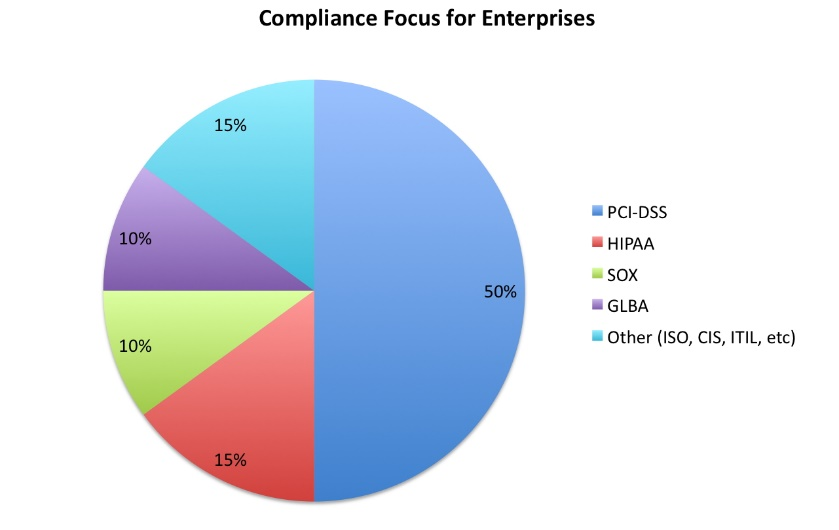 Compliance Focus for Enterprises
15%
10%
50%
10%
15%
PCI-DSS
HIPAA
SOX
GLBA
Other (ISO, CIS, ITIL, etc)